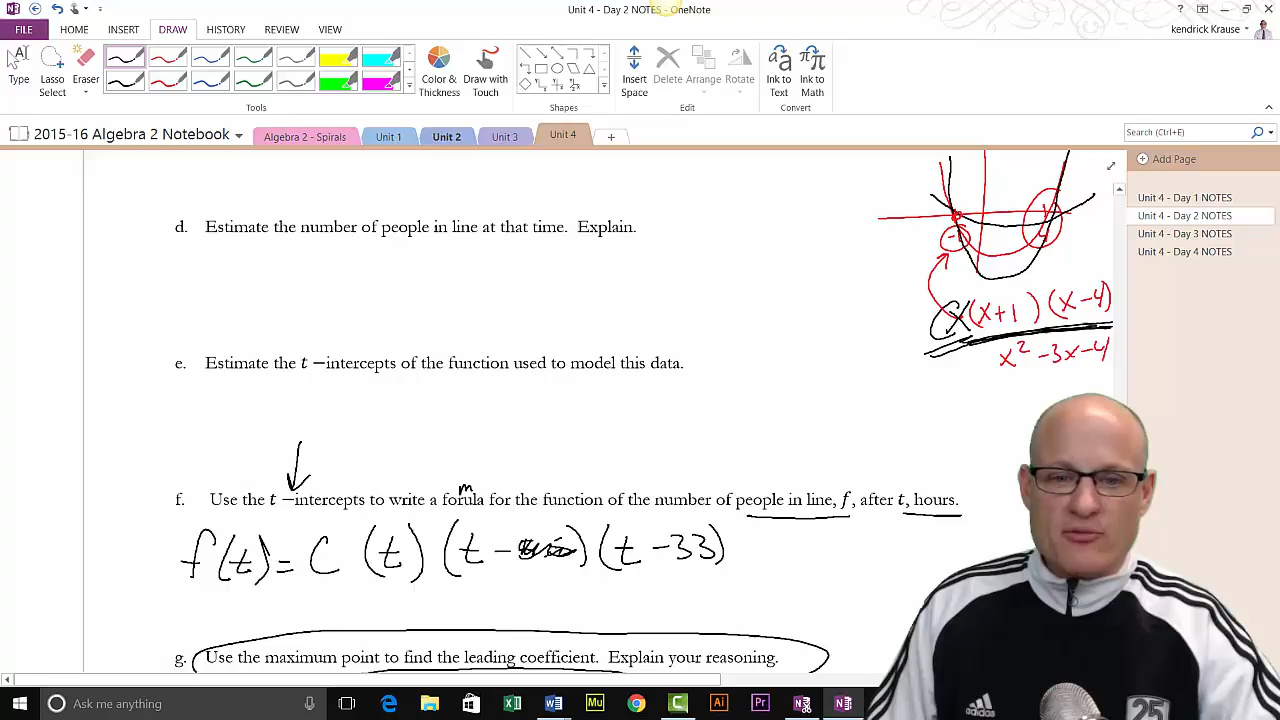 Unit 4 - Day 2 NOTES - OneNote
kendrick Krause
FILE HOME INSERT DRAW HISTORY REVIEW VIEW
Type Lasso Select Eraser Color & Thickness Draw with Touch Insert Space Delete Arrange Rotate Ink to Text Ink to Math
Tools Shapes Edit Convert
2015-16 Algebra 2 Notebook Algebra 2 - Spirals Unit 1 Unit 2 Unit 3 Unit 4 Search (Ctrl+E)
Add Page
Unit 4 - Day 1 NOTES
Unit 4 - Day 2 NOTES
Unit 4 - Day 3 NOTES
Unit 4 - Day 4 NOTES
d. Estimate the number of people in line at that time. Explain.
(x+1)(x-4)
x² -3x-4
e. Estimate the t −intercepts of the function used to model this data.
m
f. Use the t −intercepts to write a forula for the function of the number of people in line, f, after t, hours.
f(t) = C (t) (t - ) (t - 33)
g. Use the maximum point to find the leading coefficient. Explain your reasoning.
adidas
25
Ask me anything